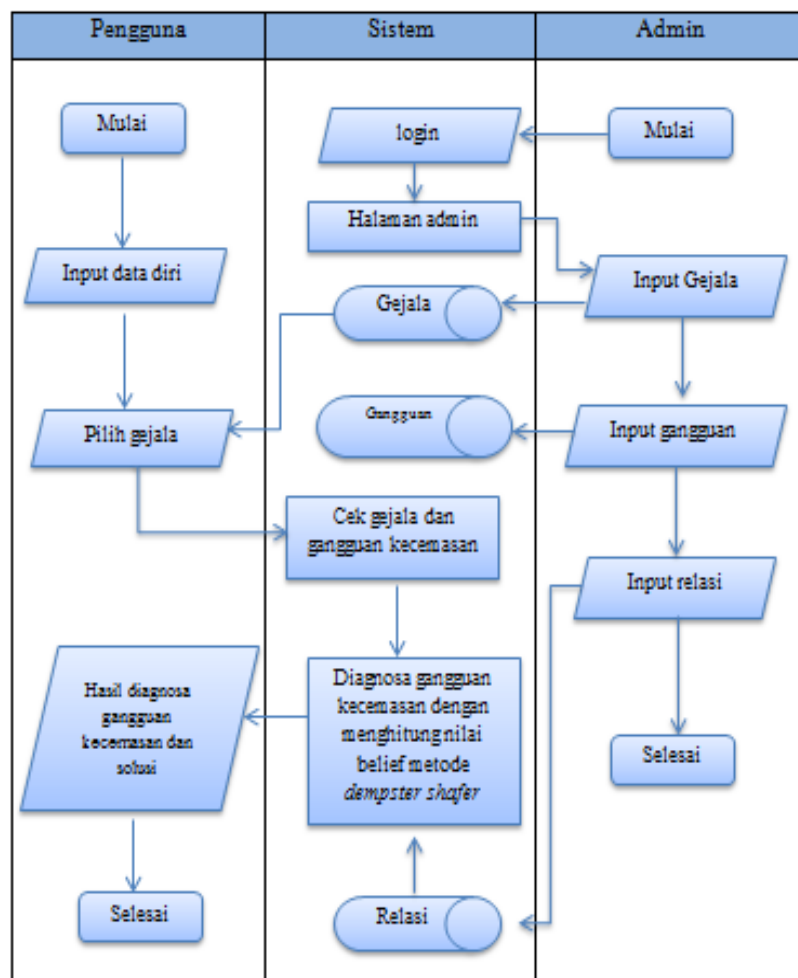 Pengguna
Sistem
Admin
Mulai
login
Mulai
Halaman admin
Input data diri
Gejala
Input Gejala
Pilih gejala
Gangguan
Input gangguan
Cek gejala dan
gangguan kecemasan
Input relasi
Hasil diagnosa
gangguan
kecemasan dan
solusi
Diagnosa gangguan
kecemasan dengan
menghitung nilai
belief metode
dempster shafer
Selesai
Selesai
Relasi